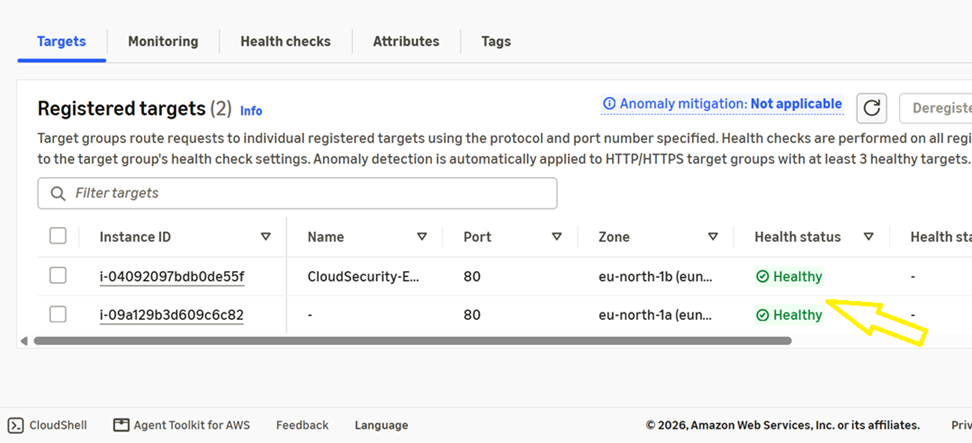 Targets Monitoring Health checks Attributes Tags
Registered targets (2) Info
Anomaly mitigation: Not applicable
Deregiste
Target groups route requests to individual registered targets using the protocol and port number specified. Health checks are performed on all regi
to the target group's health check settings. Anomaly detection is automatically applied to HTTP/HTTPS target groups with at least 3 healthy targets.
Filter targets
Instance ID Name Port Zone Health status Health sta
i-04092097bdb0de55f CloudSecurity-E... 80 eu-north-1b (eun... Healthy -
i-09a129b3d609c6c82 - 80 eu-north-1a (eun... Healthy -
CloudShell Agent Toolkit for AWS Feedback Language © 2026, Amazon Web Services, Inc. or its affiliates. Priv